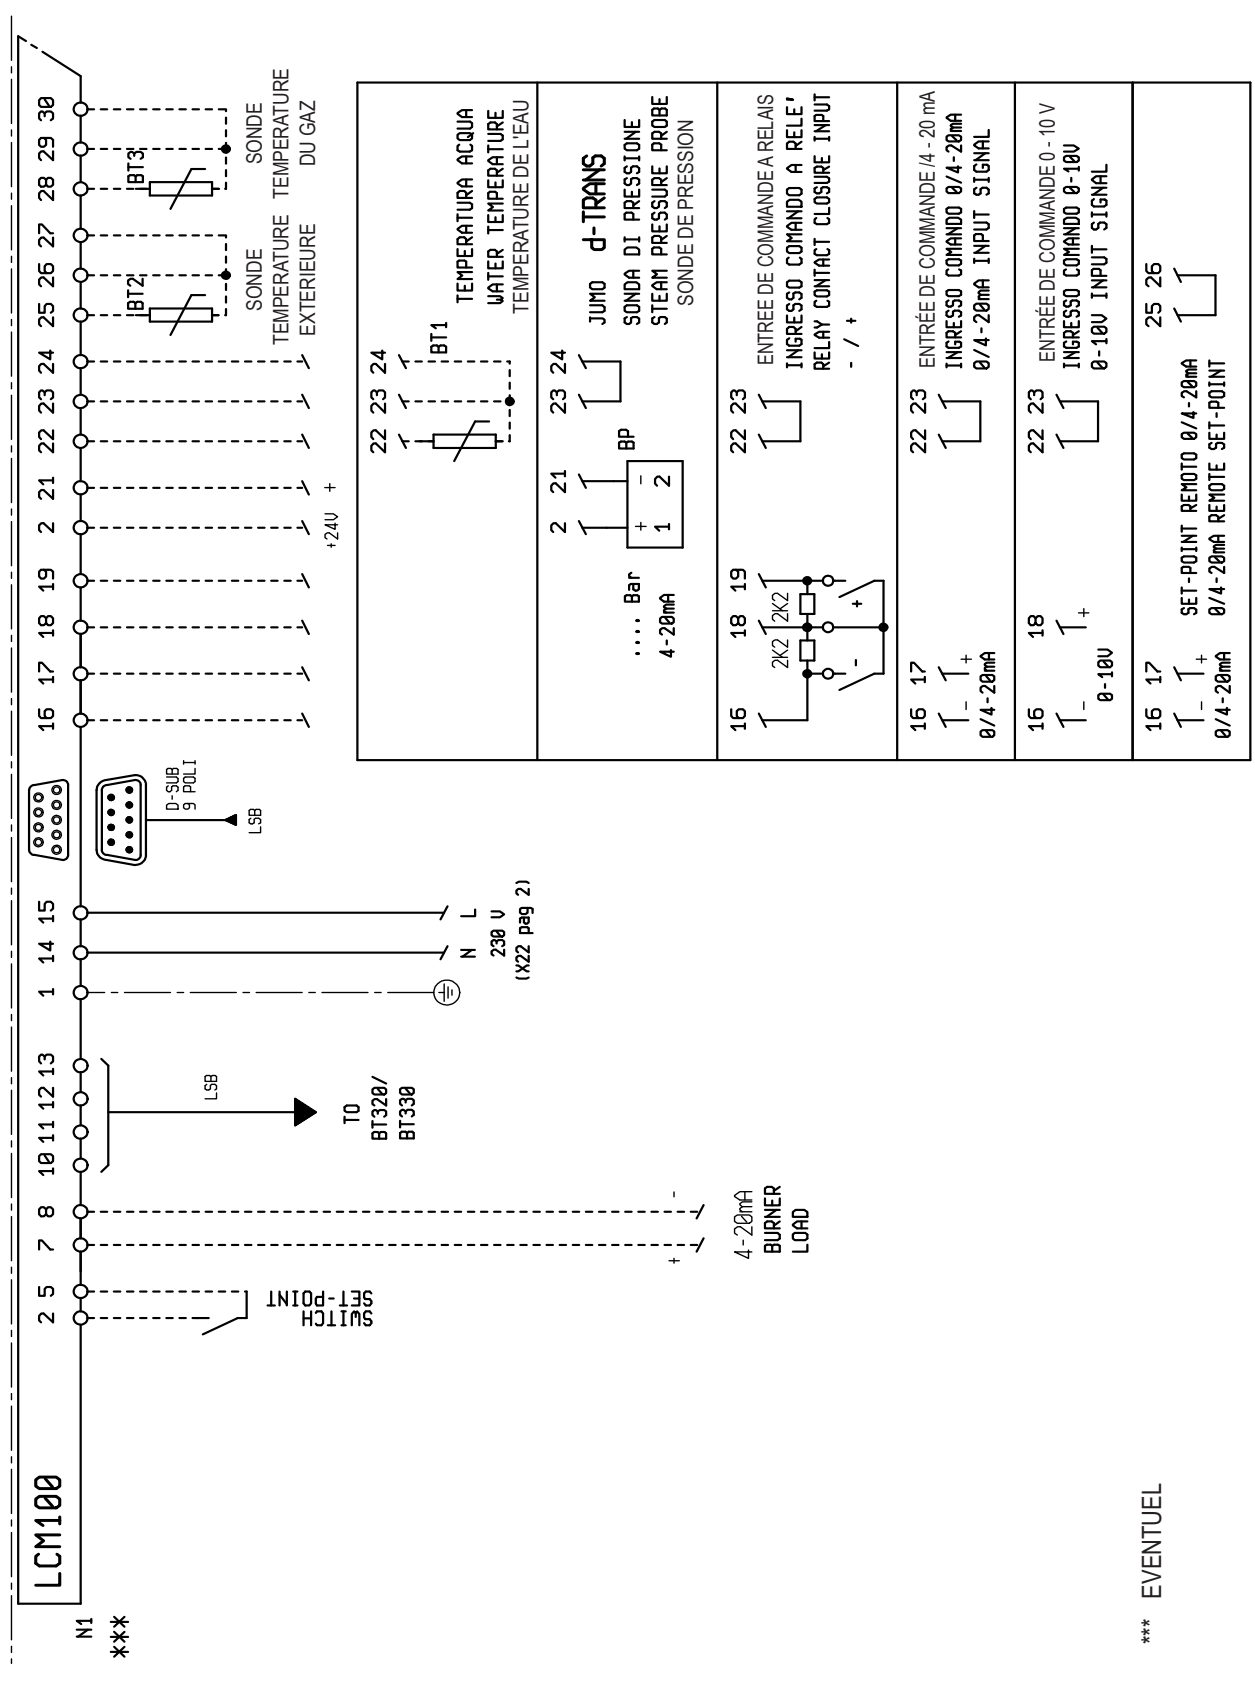 LCM100
N1
***
2 5 7 8 10 11 12 13 1 14 15 16 17 18 19 2 21 22 23 24 25 26 27 28 29 30
SWITCH
SET-POINT
+ -
4-20mA
BURNER
LOAD
LSB
TO
BT320/
BT330
N L
230 V
(X22 pag 2)
D-SUB
9 POLI
LSB
+24V +
BT2
SONDE
TEMPERATURE
EXTERIEURE
BT3
SONDE
TEMPERATURE
DU GAZ
22 23 24
BT1
TEMPERATURA ACQUA
WATER TEMPERATURE
TEMPERATURE DE L'EAU
2 21 23 24
+ -
1 2
BP
.... Bar
4-20mA
JUMO d-TRANS
SONDA DI PRESSIONE
STEAM PRESSURE PROBE
SONDE DE PRESSION
16 18 19 22 23
2K2 2K2
- +
ENTREE DE COMMANDE A RELAIS
INGRESSO COMANDO A RELE'
RELAY CONTACT CLOSURE INPUT
- / +
16 17 22 23
- +
0/4-20mA
ENTRÉE DE COMMANDE /4 - 20 mA
INGRESSO COMANDO 0/4-20mA
0/4-20mA INPUT SIGNAL
16 18 22 23
- +
0-10V
ENTRÉE DE COMMANDE 0 - 10 V
INGRESSO COMANDO 0-10V
0-10V INPUT SIGNAL
16 17 25 26
- +
0/4-20mA
SET-POINT REMOTO 0/4-20mA
0/4-20mA REMOTE SET-POINT
*** EVENTUEL